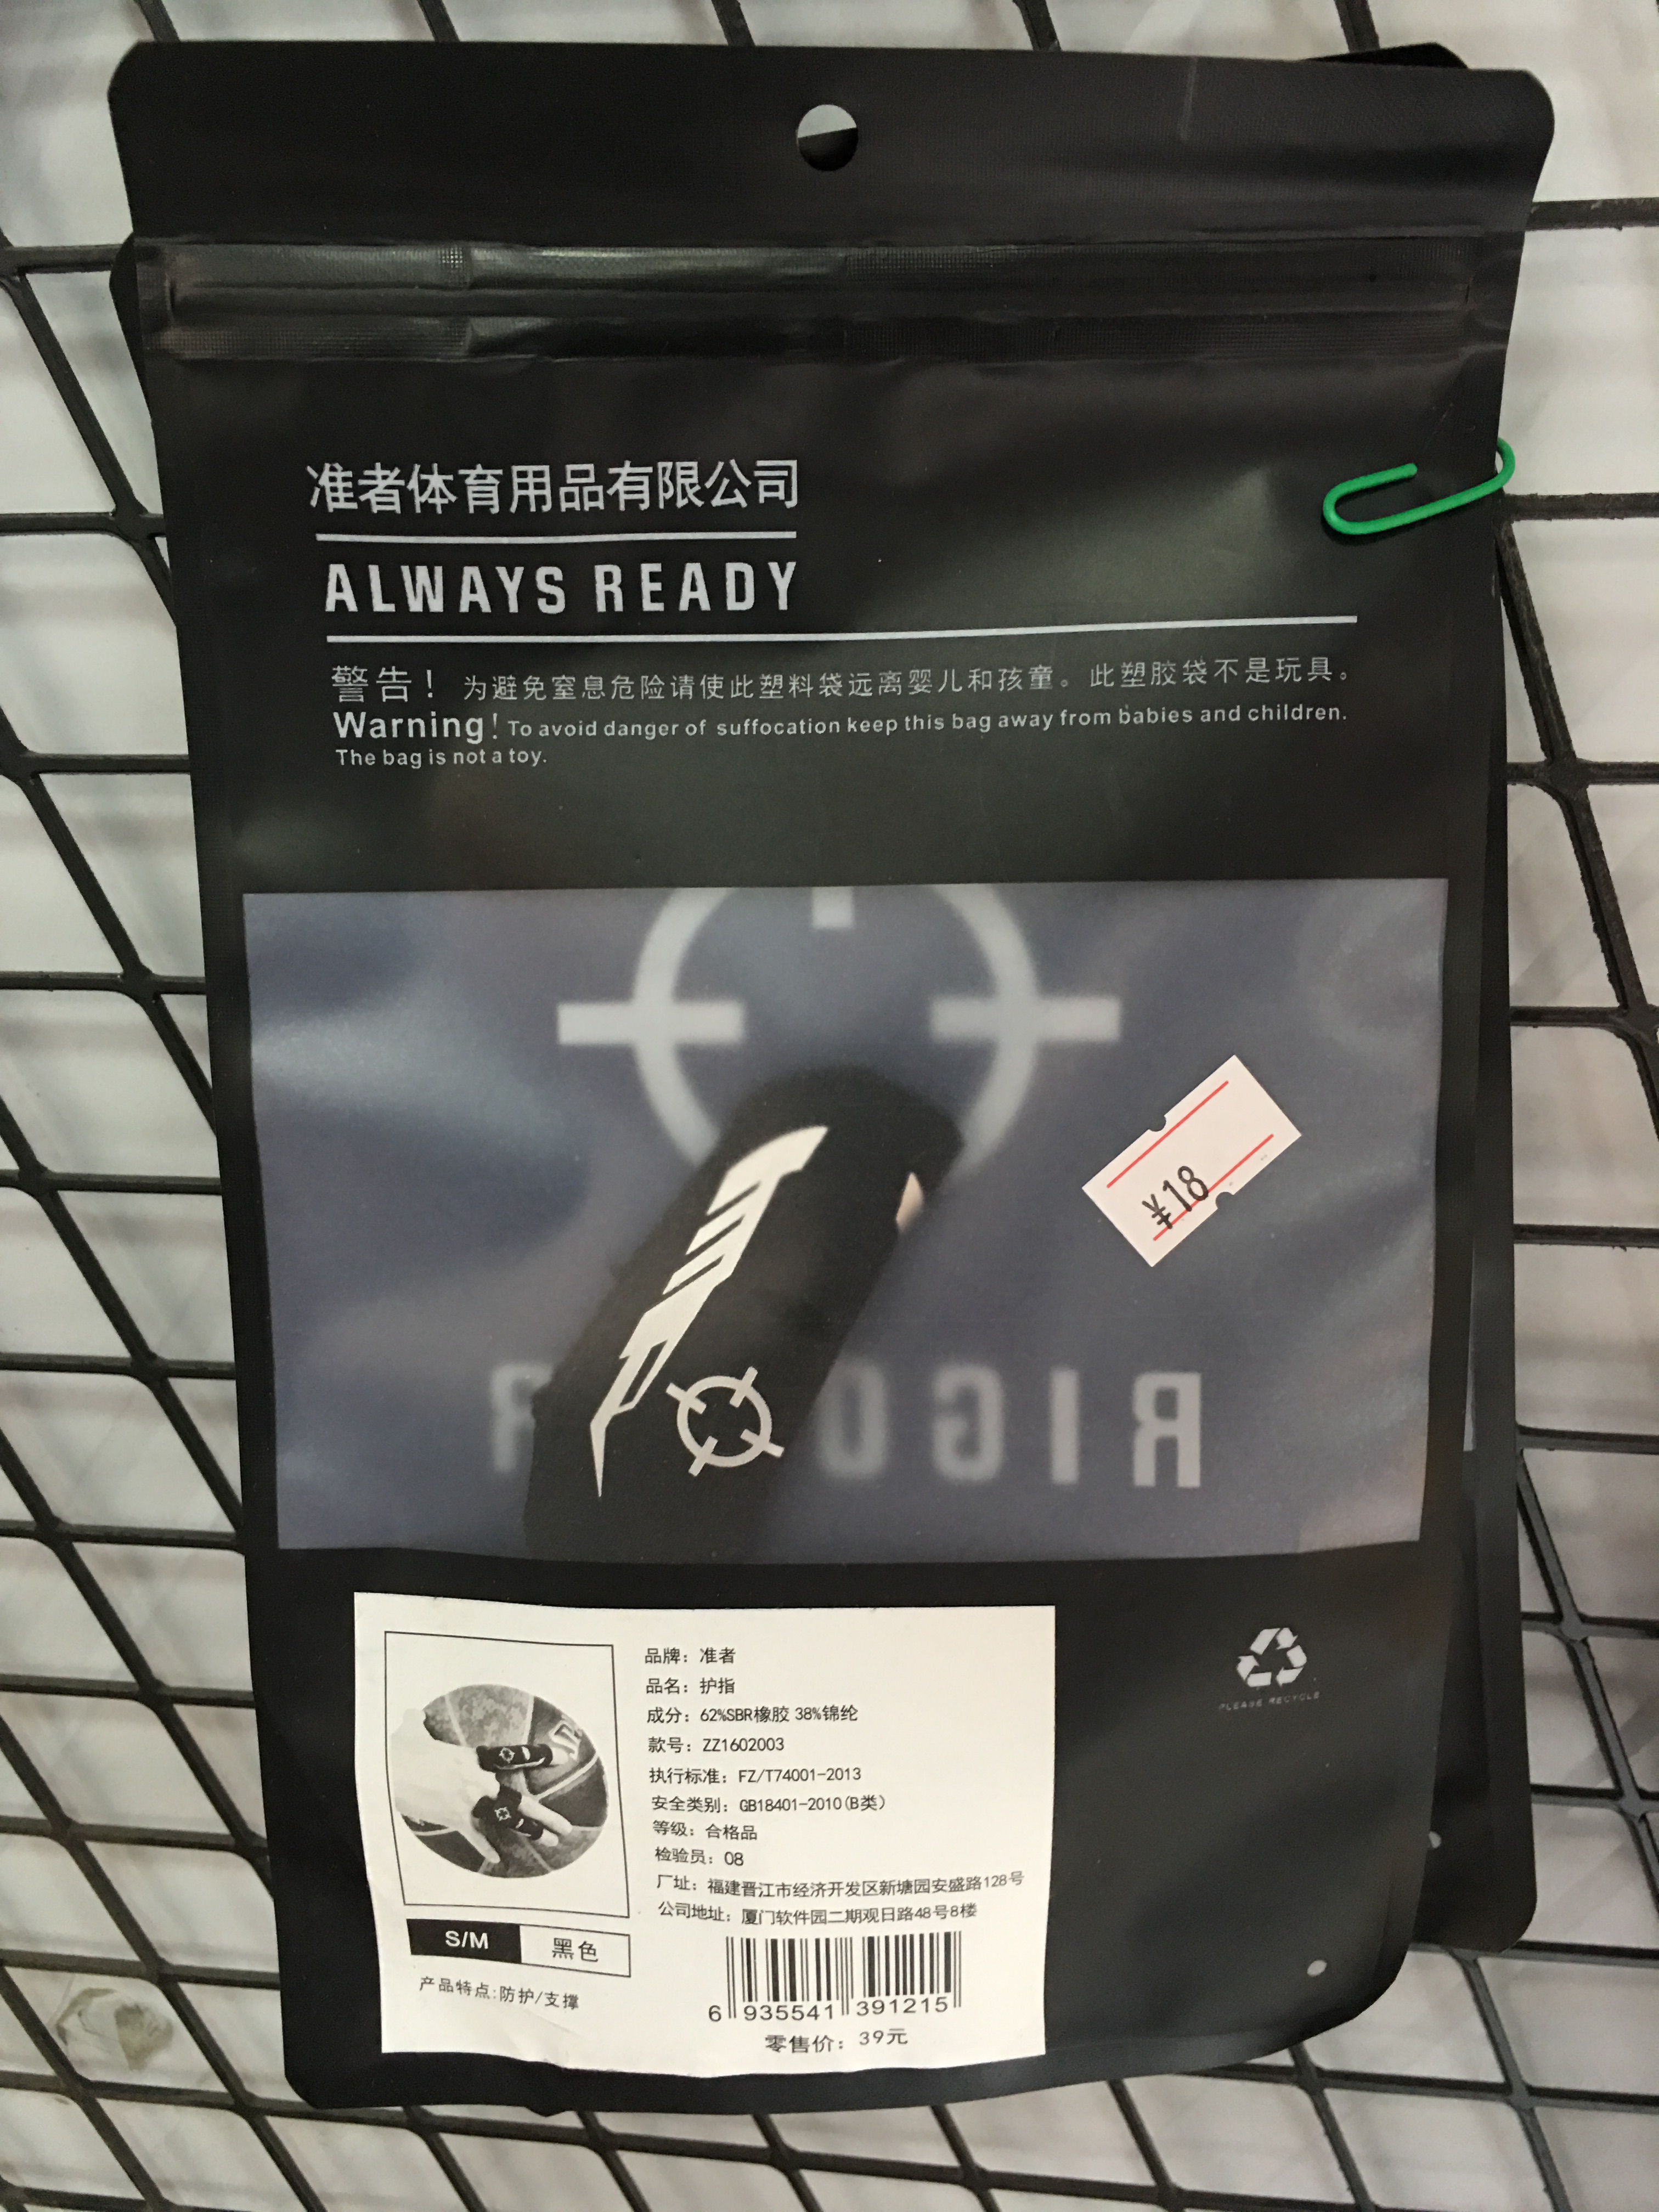 准者体育用品有限公司
ALWAYS READY
警告！ 为避免窒息危险请使此塑料袋远离婴儿和孩童。此塑胶袋不是玩具。
Warning! To avoid danger of suffocation keep this bag away from babies and children.
The bag is not a toy.
¥18
RIGO
品牌：准者
品名：护指
成分：62%SBR橡胶 38%锦纶
款号：ZZ1602003
执行标准：FZ/T74001-2013
安全类别：GB18401-2010(B类)
等级：合格品
检验员：08
厂址：福建晋江市经济开发区新塘园安盛路128号
公司地址：厦门软件园二期观日路48号8楼
S/M 黑色
产品特点:防护/支撑
6 935541 391215
零售价：39元
PLEASE RECYCLE